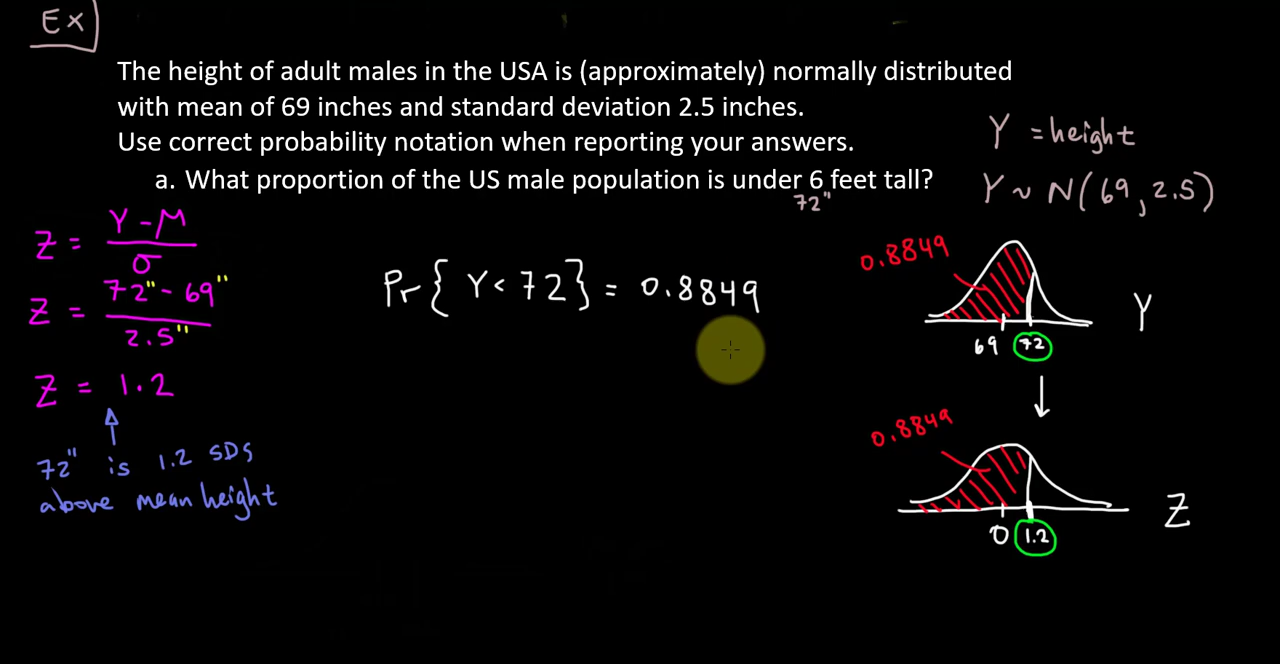 EX
The height of adult males in the USA is (approximately) normally distributed
with mean of 69 inches and standard deviation 2.5 inches.
Use correct probability notation when reporting your answers.
a. What proportion of the US male population is under 6 feet tall?
72"
Y = height
Y ~ N(69, 2.5)
Z = Y - M / σ
Z = 72" - 69" / 2.5"
Z = 1.2
72" is 1.2 SDS
above mean height
Pr{ Y < 72 } = 0.8849
0.8849
69 72
Y
0.8849
0 1.2
Z